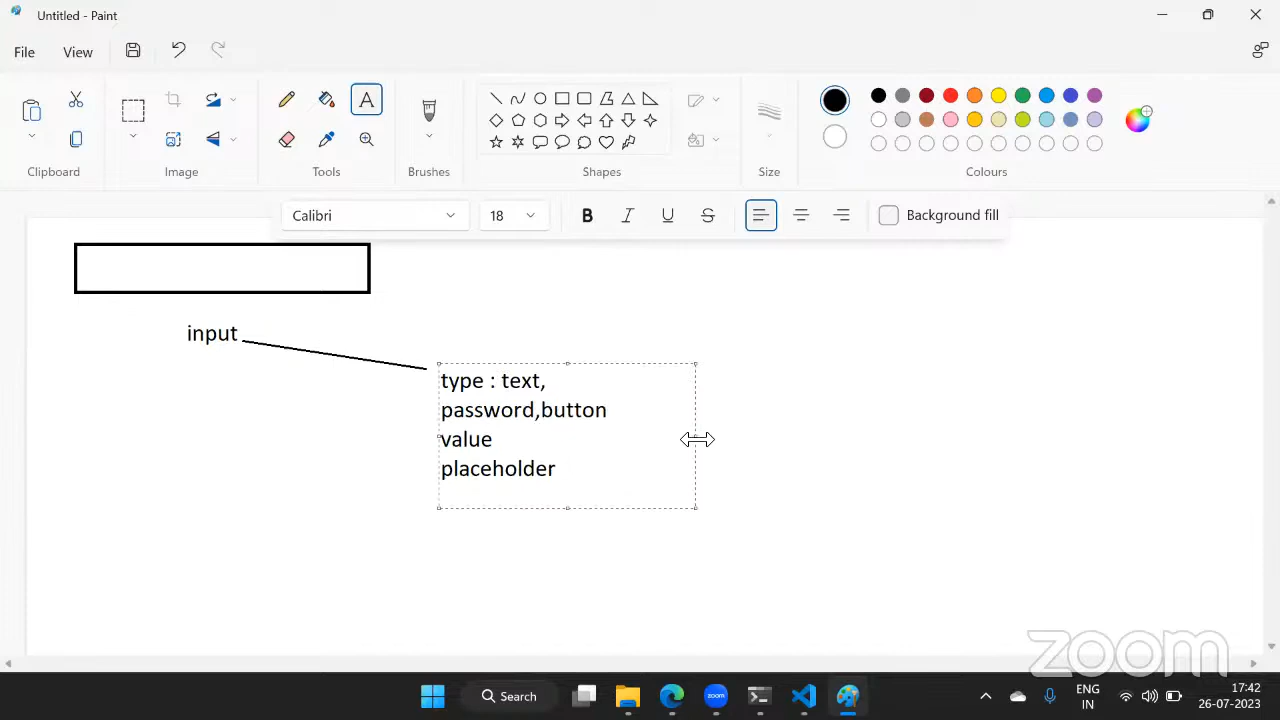 Untitled - Paint
File View
Clipboard
Image
Tools
Brushes
Shapes
Size
Colours
Calibri 18 B I U S Background fill
input
type : text,
password,button
value
placeholder
zoom
Search
zoom
ENG
IN
17:42
26-07-2023